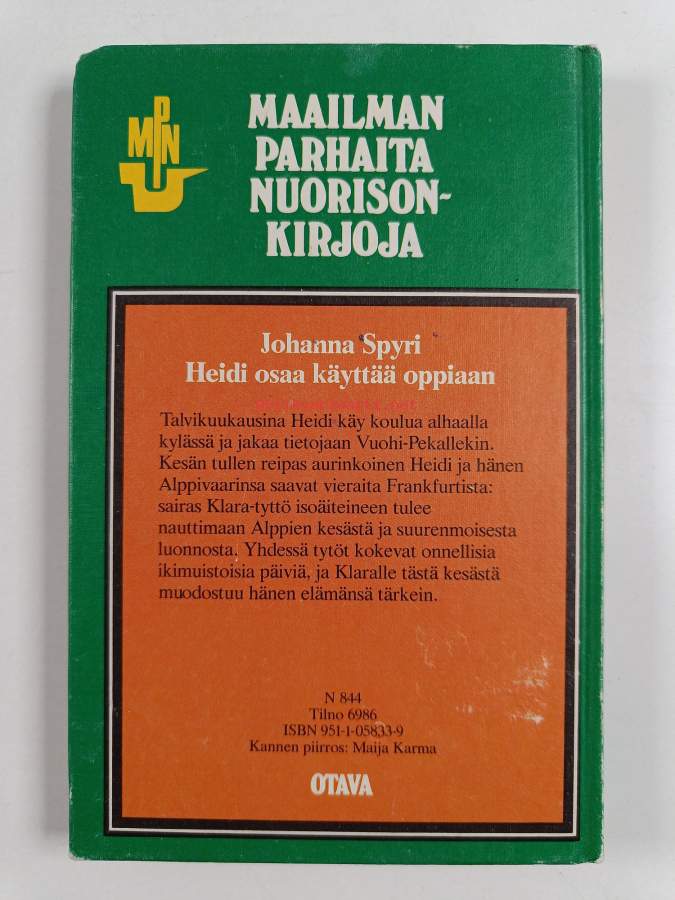 MPN
MAAILMAN
PARHAITA
NUORISON-
KIRJOJA
Johanna Spyri
Heidi osaa käyttää oppiaan
Talvikuukausina Heidi käy koulua alhaalla
kylässä ja jakaa tietojaan Vuohi-Pekallekin.
Kesän tullen reipas aurinkoinen Heidi ja hänen
Alppivaarinsa saavat vieraita Frankfurtista:
sairas Klara-tyttö isoäiteineen tulee
nauttimaan Alppien kesästä ja suurenmoisesta
luonnosta. Yhdessä tytöt kokevat onnellisia
ikimuistoisia päiviä, ja Klaralle tästä kesästä
muodostuu hänen elämänsä tärkein.
N 844
Tilno 6986
ISBN 951-1-05833-9
Kannen piirros: Maija Karma
OTAVA